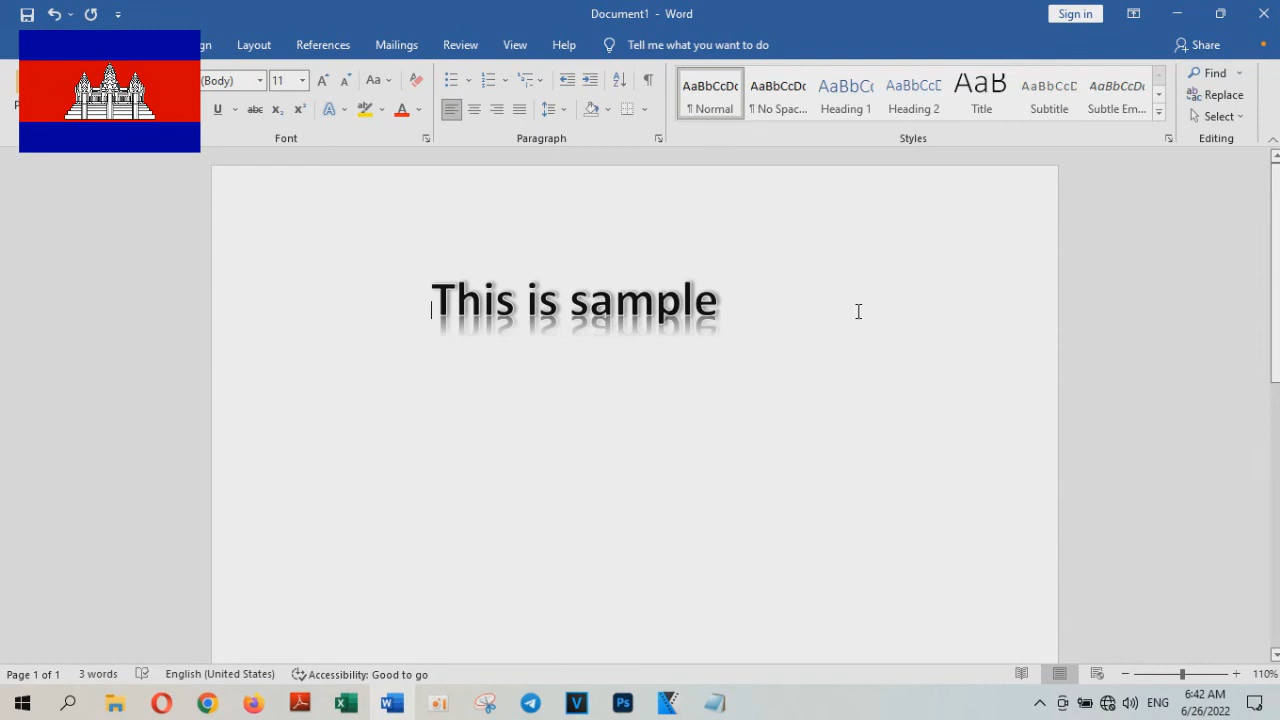 Document1 - Word
Sign in
Layout
References
Mailings
Review
View
Help
Tell me what you want to do
Share
(Body)
11
Aa
Font
Paragraph
AaBbCcDc
¶ Normal
AaBbCcDc
¶ No Spac...
AaBbCc
Heading 1
AaBbCcD
Heading 2
AaB
Title
AaBbCcD
Subtitle
AaBbCcDc
Subtle Em...
Styles
Find
Replace
Select
Editing
This is sample
Page 1 of 1
3 words
English (United States)
Accessibility: Good to go
110%
ENG
6:42 AM
6/26/2022